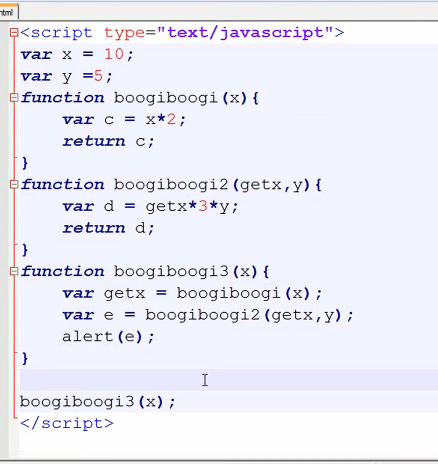 html
<script type="text/javascript">
var x = 10;
var y =5;
function boogiboogi(x){
var c = x*2;
return c;
}
function boogiboogi2(getx,y){
var d = getx*3*y;
return d;
}
function boogiboogi3(x){
var getx = boogiboogi(x);
var e = boogiboogi2(getx,y);
alert(e);
}
boogiboogi3(x);
</script>